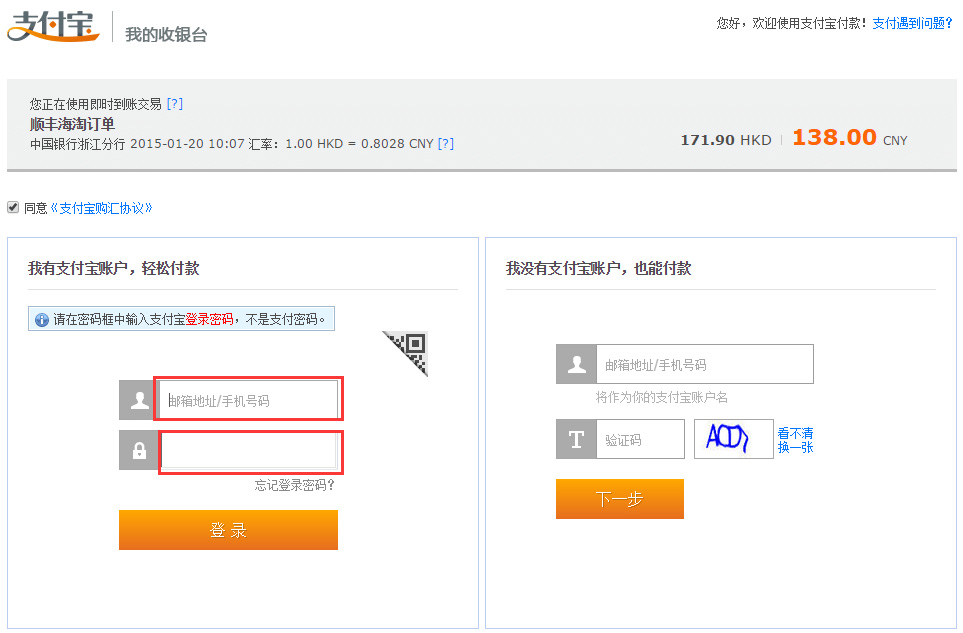 支付宝 我的收银台
您好，欢迎使用支付宝付款！ 支付遇到问题？
您正在使用即时到账交易 [?]
顺丰海淘订单
中国银行浙江分行 2015-01-20 10:07 汇率：1.00 HKD = 0.8028 CNY [?]
171.90 HKD 138.00 CNY
同意《支付宝购汇协议》
我有支付宝账户，轻松付款
请在密码框中输入支付宝登录密码，不是支付密码。
邮箱地址/手机号码
忘记登录密码？
登 录
我没有支付宝账户，也能付款
邮箱地址/手机号码
将作为你的支付宝账户名
T 验证码
看不清
换一张
下一步